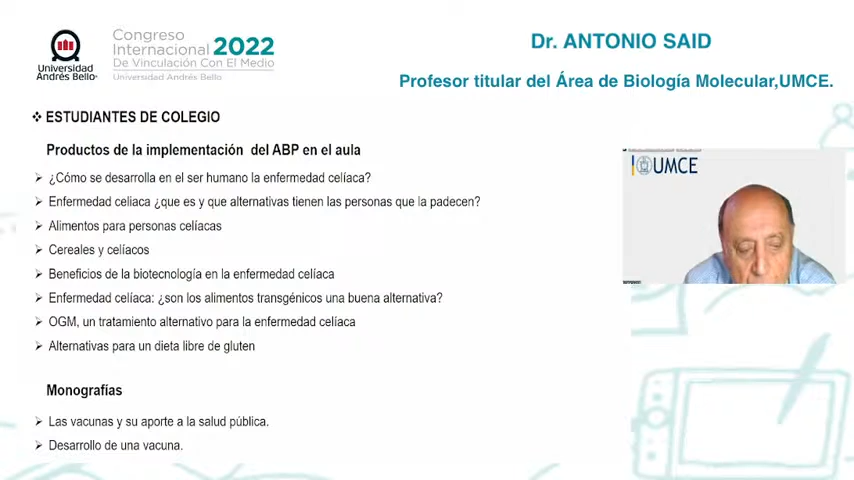 Universidad
Andrés Bello
Congreso
Internacional 2022
De Vinculación Con El Medio
Universidad Andrés Bello
Dr. ANTONIO SAID
Profesor titular del Área de Biología Molecular,UMCE.
❖ ESTUDIANTES DE COLEGIO
Productos de la implementación del ABP en el aula
➢ ¿Cómo se desarrolla en el ser humano la enfermedad celíaca?
➢ Enfermedad celiaca ¿que es y que alternativas tienen las personas que la padecen?
➢ Alimentos para personas celíacas
➢ Cereales y celíacos
➢ Beneficios de la biotecnología en la enfermedad celíaca
➢ Enfermedad celíaca: ¿son los alimentos transgénicos una buena alternativa?
➢ OGM, un tratamiento alternativo para la enfermedad celíaca
➢ Alternativas para un dieta libre de gluten
Monografías
➢ Las vacunas y su aporte a la salud pública.
➢ Desarrollo de una vacuna.
UMCE